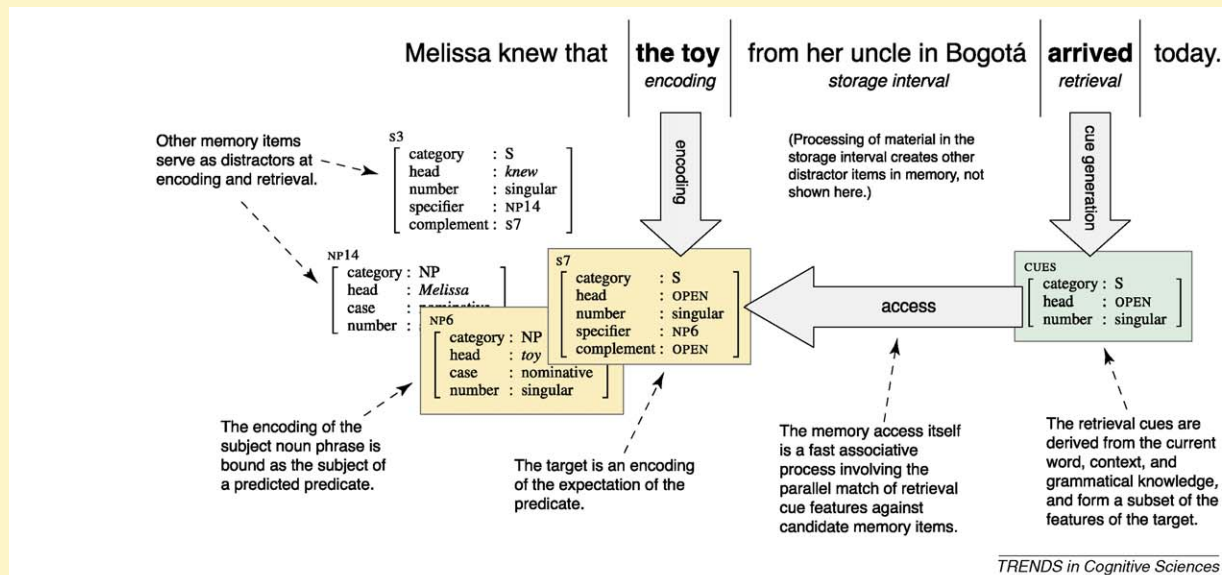 Melissa knew that the toy from her uncle in Bogotá arrived today.
encoding storage interval retrieval
Other memory items
serve as distractors at
encoding and retrieval.
S3
category : S
head : knew
number : singular
specifier : NP14
complement : S7
encoding
(Processing of material in the
storage interval creates other
distractor items in memory, not
shown here.)
cue generation
NP14
category : NP
head : Melissa
case : nominative
number :
NP6
category : NP
head : toy
case : nominative
number : singular
S7
category : S
head : OPEN
number : singular
specifier : NP6
complement : OPEN
access
CUES
category : S
head : OPEN
number : singular
The encoding of the
subject noun phrase is
bound as the subject of
a predicted predicate.
The target is an encoding
of the expectation of the
predicate.
The memory access itself
is a fast associative
process involving the
parallel match of retrieval
cue features against
candidate memory items.
The retrieval cues are
derived from the current
word, context, and
grammatical knowledge,
and form a subset of the
features of the target.
TRENDS in Cognitive Sciences